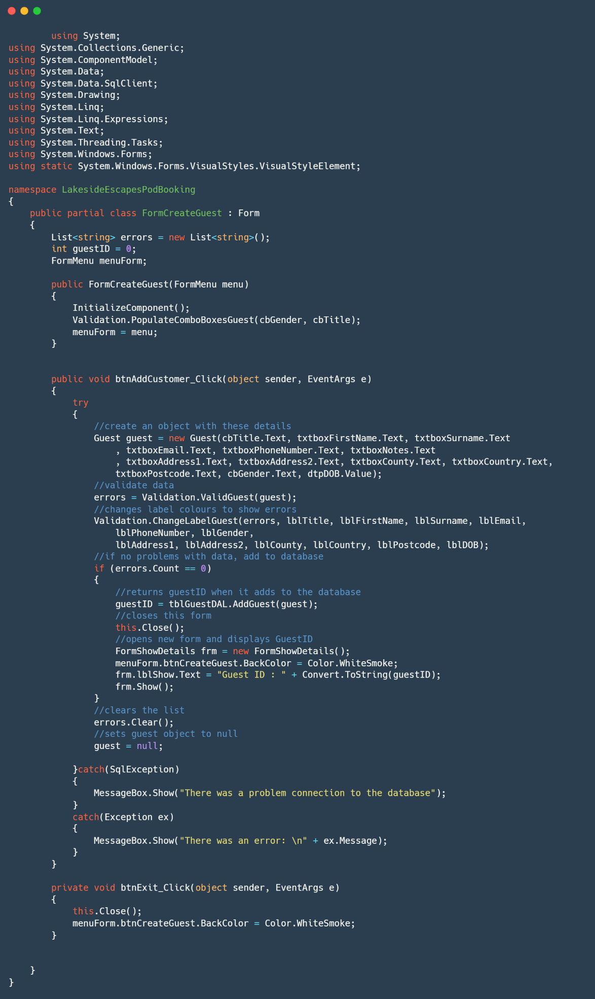 using System;
using System.Collections.Generic;
using System.ComponentModel;
using System.Data;
using System.Data.SqlClient;
using System.Drawing;
using System.Linq;
using System.Linq.Expressions;
using System.Text;
using System.Threading.Tasks;
using System.Windows.Forms;
using static System.Windows.Forms.VisualStyles.VisualStyleElement;

namespace LakesideEscapesPodBooking
{
    public partial class FormCreateGuest : Form
    {
        List<string> errors = new List<string>();
        int guestID = 0;
        FormMenu menuForm;

        public FormCreateGuest(FormMenu menu)
        {
            InitializeComponent();
            Validation.PopulateComboBoxesGuest(cbGender, cbTitle);
            menuForm = menu;
        }


        public void btnAddCustomer_Click(object sender, EventArgs e)
        {
            try
            {
                //create an object with these details
                Guest guest = new Guest(cbTitle.Text, txtboxFirstName.Text, txtboxSurname.Text
                    , txtboxEmail.Text, txtboxPhoneNumber.Text, txtboxNotes.Text
                    , txtboxAddress1.Text, txtboxAddress2.Text, txtboxCounty.Text, txtboxCountry.Text,
                    txtboxPostcode.Text, cbGender.Text, dtpDOB.Value);
                //validate data
                errors = Validation.ValidGuest(guest);
                //changes label colours to show errors
                Validation.ChangeLabelGuest(errors, lblTitle, lblFirstName, lblSurname, lblEmail,
                    lblPhoneNumber, lblGender,
                    lblAddress1, lblAddress2, lblCounty, lblCountry, lblPostcode, lblDOB);
                //if no problems with data, add to database
                if (errors.Count == 0)
                {
                    //returns guestID when it adds to the database
                    guestID = tblGuestDAL.AddGuest(guest);
                    //closes this form
                    this.Close();
                    //opens new form and displays GuestID
                    FormShowDetails frm = new FormShowDetails();
                    menuForm.btnCreateGuest.BackColor = Color.WhiteSmoke;
                    frm.lblShow.Text = "Guest ID : " + Convert.ToString(guestID);
                    frm.Show();
                }
                //clears the list
                errors.Clear();
                //sets guest object to null
                guest = null;

            }catch(SqlException)
            {
                MessageBox.Show("There was a problem connection to the database");
            }
            catch(Exception ex)
            {
                MessageBox.Show("There was an error: \n" + ex.Message);
            }
        }

        private void btnExit_Click(object sender, EventArgs e)
        {
            this.Close();
            menuForm.btnCreateGuest.BackColor = Color.WhiteSmoke;
        }


    }
}